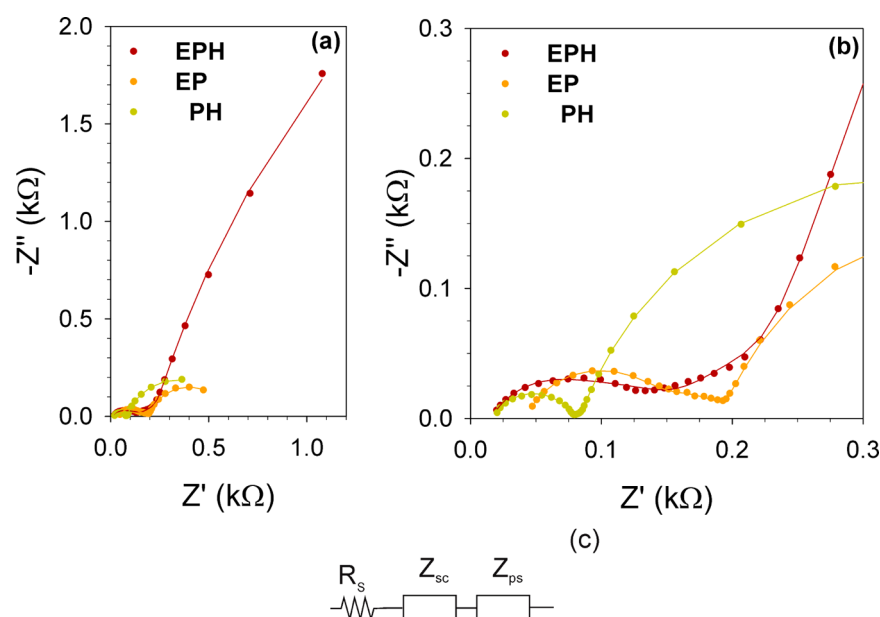 (a)
EPH
EP
PH
-Z" (kΩ)
2.0
1.5
1.0
0.5
0.0
0.0 0.5 1.0
Z' (kΩ)
(b)
EPH
EP
PH
-Z" (kΩ)
0.3
0.2
0.1
0.0
0.0 0.1 0.2 0.3
Z' (kΩ)
(c)
Rs Zsc Zps